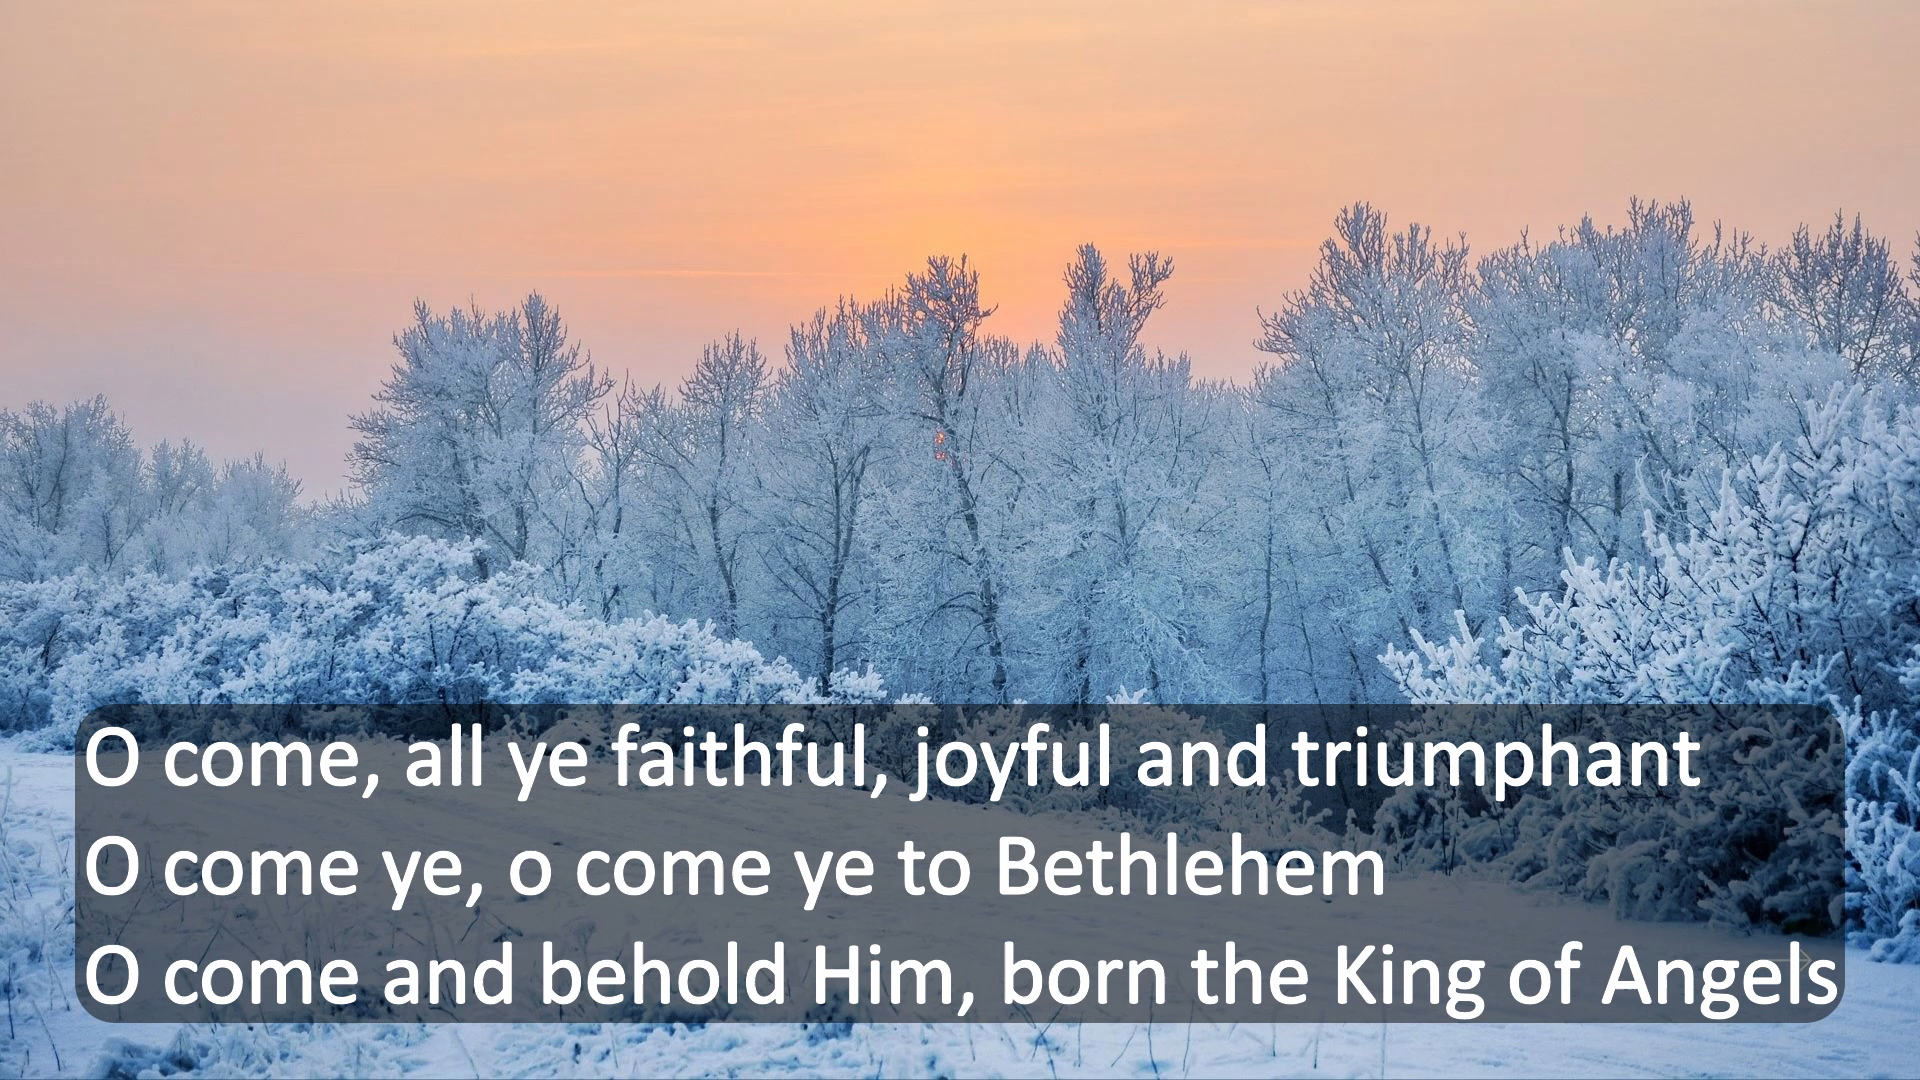 O come, all ye faithful, joyful and triumphant
O come ye, o come ye to Bethlehem
O come and behold Him, born the King of Angels